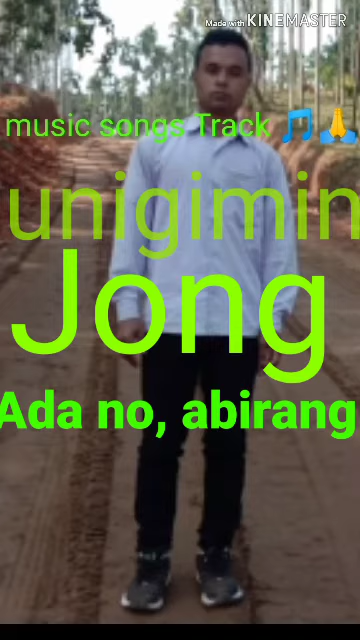 Made with KINEMASTER
music songs Track 🎵🙏
unigimin
Jong
Ada no, abirang